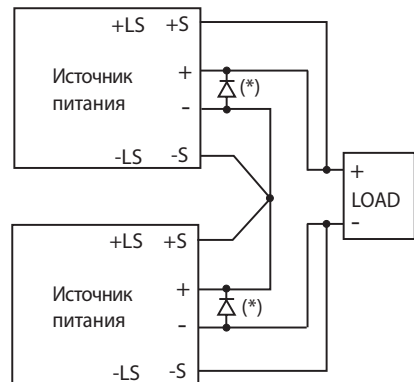 +LS +S
Источник
питания
+
-
(*)
-LS -S
+
LOAD
-
+LS +S
Источник
питания
+
-
(*)
-LS -S